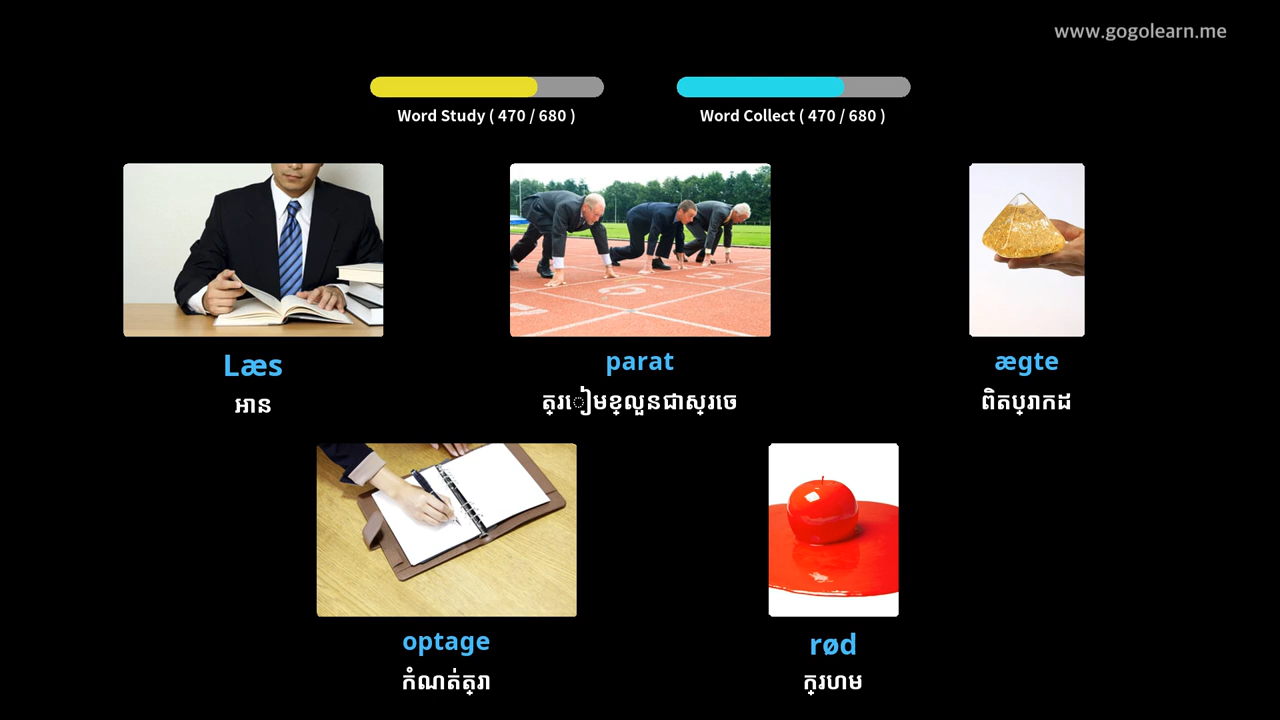 www.gogolearn.me
Word Study ( 470 / 680 )
Word Collect ( 470 / 680 )
Læs
អាន
parat
ត្រៀមខ្លួនជាស្រេច
ægte
ពិតប្រាកដ
optage
កំណត់ត្រា
rød
ក្រហម